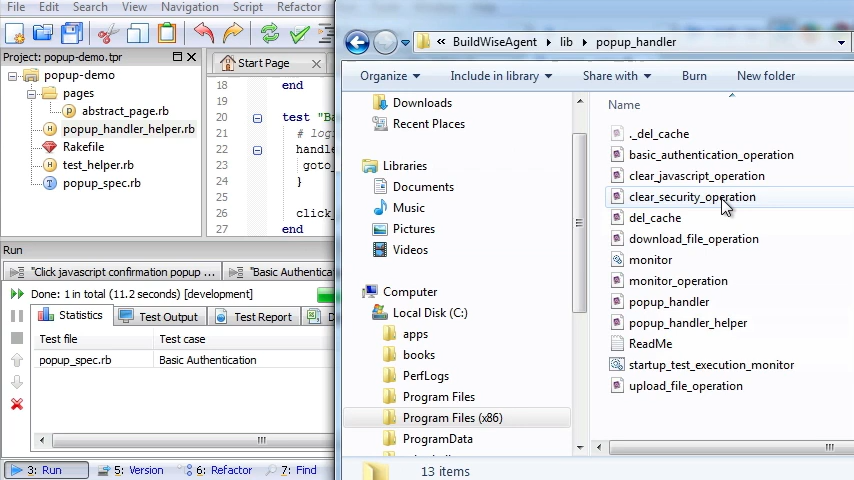 File Edit Search View Navigation Script Refactor
Project: popup-demo.tpr
popup-demo
pages
abstract_page.rb
popup_handler_helper.rb
Rakefile
test_helper.rb
popup_spec.rb
Start Page
18 end
19
20 test "Ba
21 # logi
22 handle
23 goto_
24 }
25
26 click_
27 end
Run
"Click javascript confirmation popup ...
"Basic Authentica
Done: 1 in total (11.2 seconds) [development]
Statistics
Test Output
Test Report
Test file
Test case
popup_spec.rb
Basic Authentication
3: Run
5: Version
6: Refactor
7: Find
« BuildWiseAgent lib popup_handler
Organize
Include in library
Share with
Burn
New folder
Downloads
Recent Places
Libraries
Documents
Music
Pictures
Videos
Computer
Local Disk (C:)
apps
books
PerfLogs
Program Files
Program Files (x86)
ProgramData
Name
._del_cache
basic_authentication_operation
clear_javascript_operation
clear_security_operation
del_cache
download_file_operation
monitor
monitor_operation
popup_handler
popup_handler_helper
ReadMe
startup_test_execution_monitor
upload_file_operation
13 items